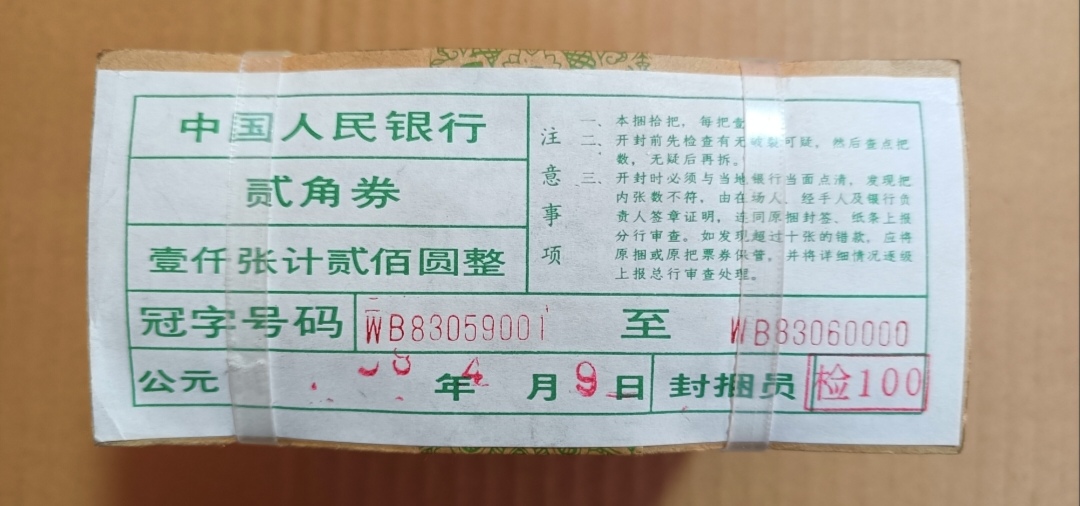 中国人民银行
贰角券
壹仟张计贰佰圆整
注意事项
一、本捆拾把，每把壹
二、开封前先检查有无破裂可疑，然后查点把
数，无疑后再拆。
三、开封时必须与当地银行当面点清，发现把
内张数不符，由在场人、经手人及银行负
责人签章证明，连同原捆封签、纸条上报
分行审查。如发现超过十张的错款，应将
原捆或原把票券保管，并将详细情况逐级
上报总行审查处理。
冠字号码 WB83059001 至 WB83060000
公元 98 年 4 月 9 日 封捆员 检100